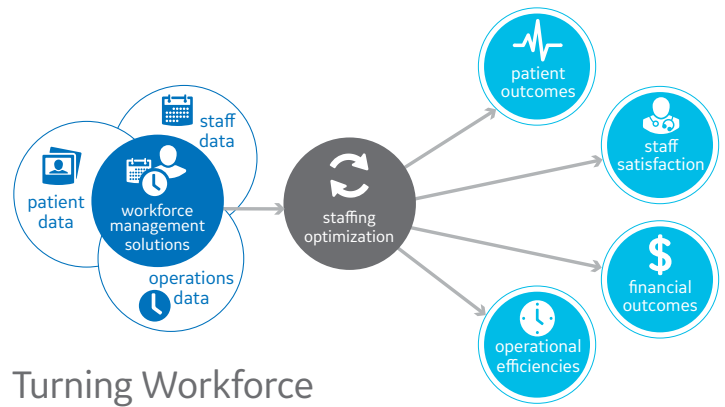 patient
outcomes
staff
data
staff
satisfaction
patient
data
workforce
management
solutions
staffing
optimization
operations
data
$
financial
outcomes
operational
efficiencies
Turning Workforce